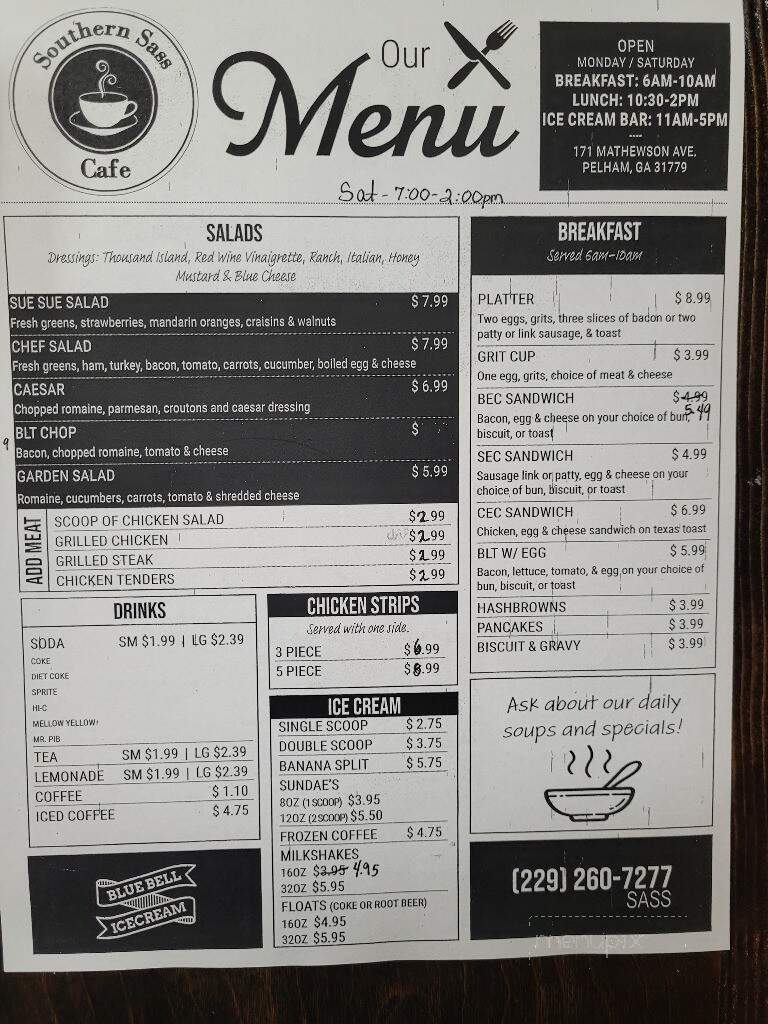 Southern Sass
Cafe
Our
Menu
Sat - 7:00-2:00pm
OPEN
MONDAY / SATURDAY
BREAKFAST: 6AM-10AM
LUNCH: 10:30-2PM
ICE CREAM BAR: 11AM-5PM
----
171 MATHEWSON AVE.
PELHAM, GA 31779
SALADS
Dressings: Thousand Island, Red Wine Vinaigrette, Ranch, Italian, Honey
Mustard & Blue Cheese
SUE SUE SALAD $ 7.99
Fresh greens, strawberries, mandarin oranges, craisins & walnuts
CHEF SALAD $ 7.99
Fresh greens, ham, turkey, bacon, tomato, carrots, cucumber, boiled egg & cheese
CAESAR $ 6.99
Chopped romaine, parmesan, croutons and caesar dressing
BLT CHOP $
Bacon, chopped romaine, tomato & cheese
GARDEN SALAD $ 5.99
Romaine, cucumbers, carrots, tomato & shredded cheese
ADD MEAT
SCOOP OF CHICKEN SALAD $2.99
GRILLED CHICKEN $2.99
GRILLED STEAK $2.99
CHICKEN TENDERS $2.99
DRINKS
SODA SM $1.99 | LG $2.39
COKE
DIET COKE
SPRITE
HI-C
MELLOW YELLOW
MR. PIB
TEA SM $1.99 | LG $2.39
LEMONADE SM $1.99 | LG $2.39
COFFEE $ 1.10
ICED COFFEE $ 4.75
BLUE BELL
ICECREAM
CHICKEN STRIPS
Served with one side.
3 PIECE $6.99
5 PIECE $8.99
ICE CREAM
SINGLE SCOOP $ 2.75
DOUBLE SCOOP $ 3.75
BANANA SPLIT $ 5.75
SUNDAE'S
8OZ (1 SCOOP) $3.95
12OZ (2 SCOOP) $5.50
FROZEN COFFEE $ 4.75
MILKSHAKES
16OZ $3.95 4.95
32OZ $5.95
FLOATS (COKE OR ROOT BEER)
16OZ $4.95
32OZ $5.95
BREAKFAST
Served 6am-10am
PLATTER $ 8.99
Two eggs, grits, three slices of bacon or two
patty or link sausage, & toast
GRIT CUP $ 3.99
One egg, grits, choice of meat & cheese
BEC SANDWICH $4.99
5.49
Bacon, egg & cheese on your choice of bun,
biscuit, or toast
SEC SANDWICH $ 4.99
Sausage link or patty, egg & cheese on your
choice of bun, biscuit, or toast
CEC SANDWICH $ 6.99
Chicken, egg & cheese sandwich on texas toast
BLT W/ EGG $ 5.99
Bacon, lettuce, tomato, & egg on your choice of
bun, biscuit, or toast
HASHBROWNS $ 3.99
PANCAKES $ 3.99
BISCUIT & GRAVY $ 3.99
Ask about our daily
soups and specials!
(229) 260-7277
SASS
menupix